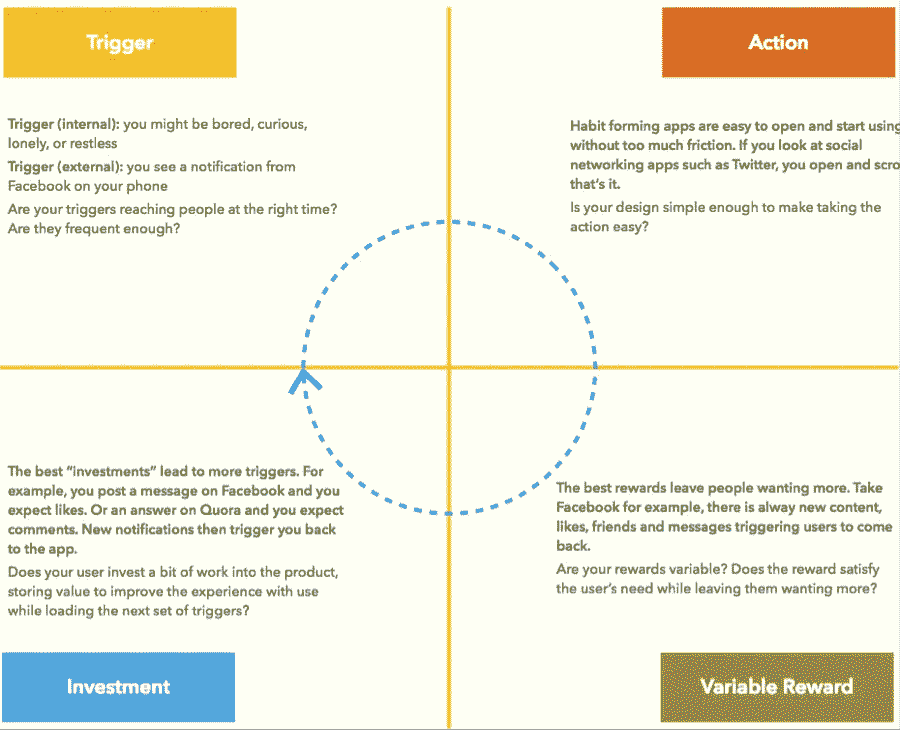 Trigger
Trigger (internal): you might be bored, curious,
lonely, or restless
Trigger (external): you see a notification from
Facebook on your phone
Are your triggers reaching people at the right time?
Are they frequent enough?
Action
Habit forming apps are easy to open and start using
without too much friction. If you look at social
networking apps such as Twitter, you open and scro
that's it.
Is your design simple enough to make taking the
action easy?
The best "investments" lead to more triggers. For
example, you post a message on Facebook and you
expect likes. Or an answer on Quora and you expect
comments. New notifications then trigger you back
to the app.
Does your user invest a bit of work into the product,
storing value to improve the experience with use
while loading the next set of triggers?
Investment
The best rewards leave people wanting more. Take
Facebook for example, there is alway new content,
likes, friends and messages triggering users to come
back.
Are your rewards variable? Does the reward satisfy
the user's need while leaving them wanting more?
Variable Reward